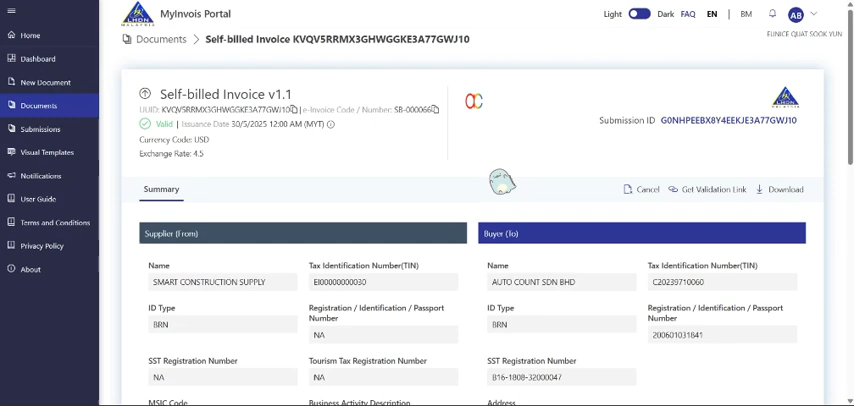 LHDN
MALAYSIA
MyInvois Portal
Light Dark FAQ EN | BM AB
EUNICE QUAT SOOK YUN
Home
Dashboard
New Document
Documents
Submissions
Visual Templates
Notifications
User Guide
Terms and Conditions
Privacy Policy
About
Documents > Self-billed Invoice KVQV5RRMX3GHWGGKE3A77GWJ10
Self-billed Invoice v1.1
UUID: KVQV5RRMX3GHWGGKE3A77GWJ10 | e-Invoice Code / Number: SB-000066
Valid | Issuance Date 30/5/2025 12:00 AM (MYT)
Currency Code: USD
Exchange Rate: 4.5
LHDN
MALAYSIA
Submission ID G0NHPEEBX8Y4EEKJE3A77GWJ10
Summary
Cancel Get Validation Link Download
Supplier (From)
Name Tax Identification Number(TIN)
SMART CONSTRUCTION SUPPLY EI00000000030
ID Type Registration / Identification / Passport
Number
BRN
NA
SST Registration Number Tourism Tax Registration Number
NA NA
MSIC Code Business Activity Description
Buyer (To)
Name Tax Identification Number(TIN)
AUTO COUNT SDN BHD C20239710060
ID Type Registration / Identification / Passport
Number
BRN
200601031841
SST Registration Number
B16-1808-32000047
Address